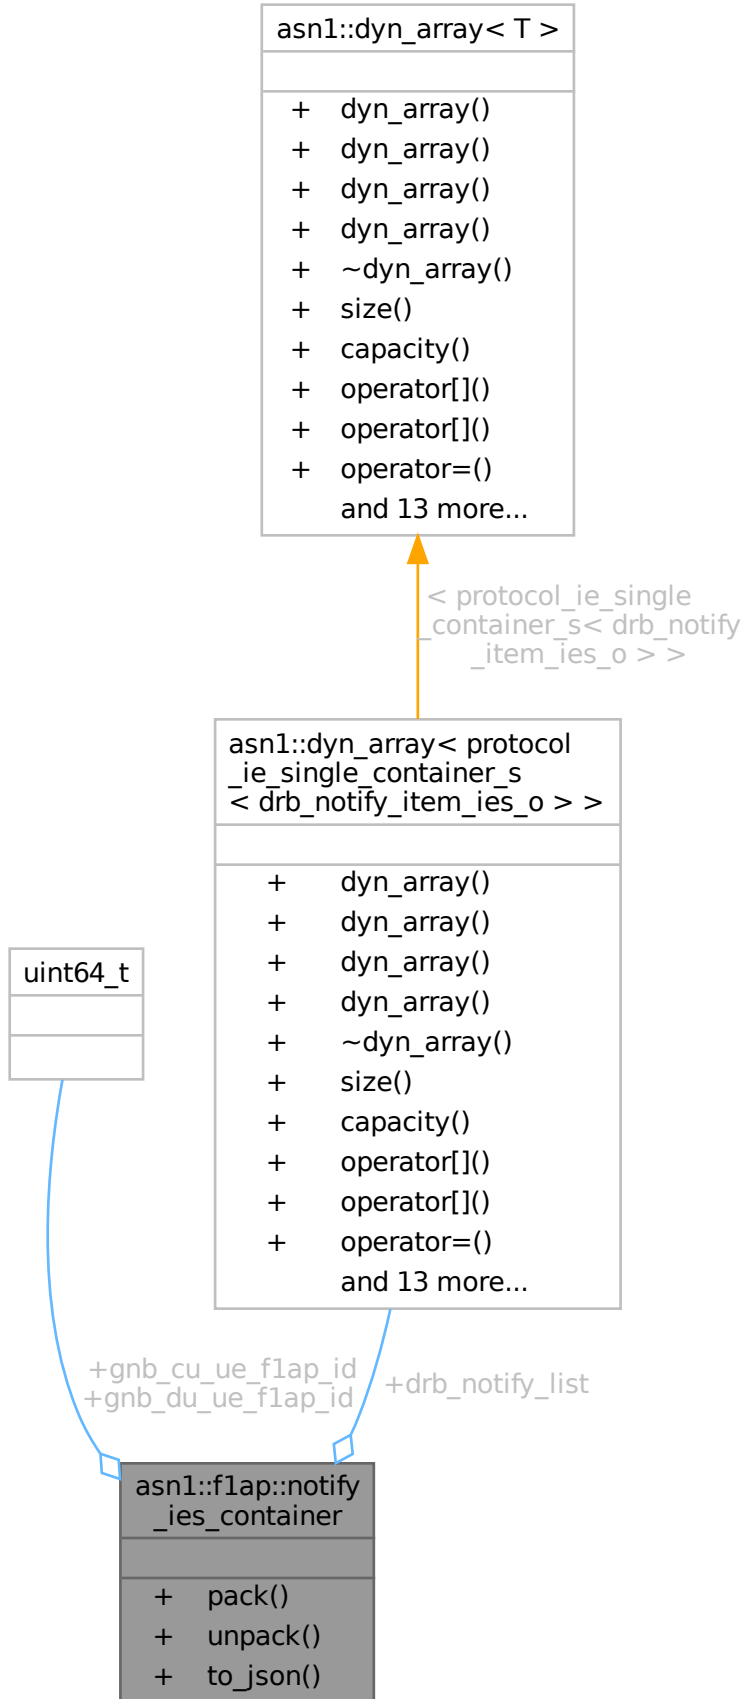 asn1::dyn_array< T >
+ dyn_array()
+ dyn_array()
+ dyn_array()
+ dyn_array()
+ ~dyn_array()
+ size()
+ capacity()
+ operator[]()
+ operator[]()
+ operator=()
and 13 more...
< protocol_ie_single
_container_s< drb_notify
_item_ies_o > >
asn1::dyn_array< protocol
_ie_single_container_s
< drb_notify_item_ies_o > >
+ dyn_array()
+ dyn_array()
+ dyn_array()
+ dyn_array()
+ ~dyn_array()
+ size()
+ capacity()
+ operator[]()
+ operator[]()
+ operator=()
and 13 more...
uint64_t
+gnb_cu_ue_f1ap_id
+gnb_du_ue_f1ap_id
+drb_notify_list
asn1::f1ap::notify
_ies_container
+ pack()
+ unpack()
+ to_json()